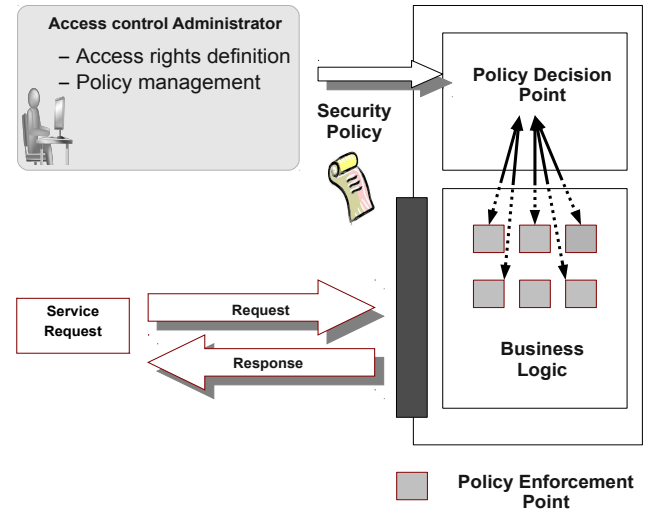 Access control Administrator
– Access rights definition
– Policy management
Security
Policy
Policy Decision
Point
Service
Request
Request
Response
Business
Logic
Policy Enforcement
Point